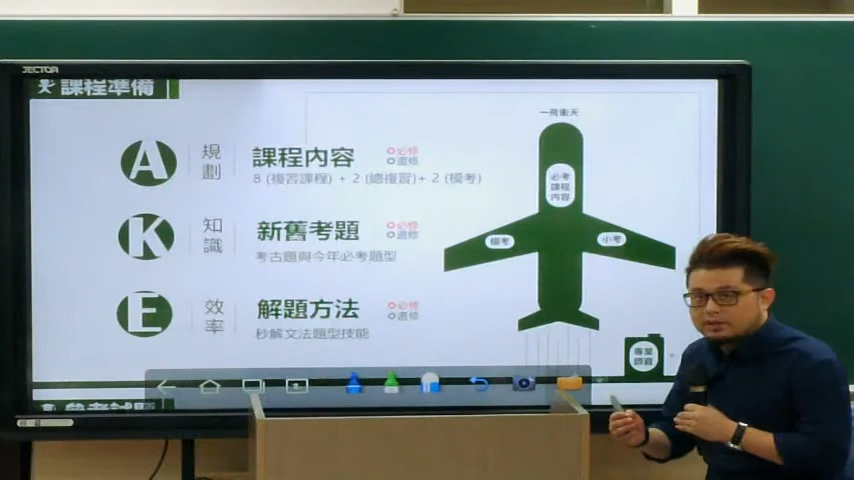 JECTOR
課程準備
一飛衝天
A
規劃
課程內容
必修
選修
8 (複習課程) + 2 (總複習)+ 2 (模考)
必考
課程
內容
K
知識
新舊考題
必修
選修
考古題與今年必考題型
模考
小考
E
效率
解題方法
必修
選修
秒解文法題型技能
專業
師資
參考試題